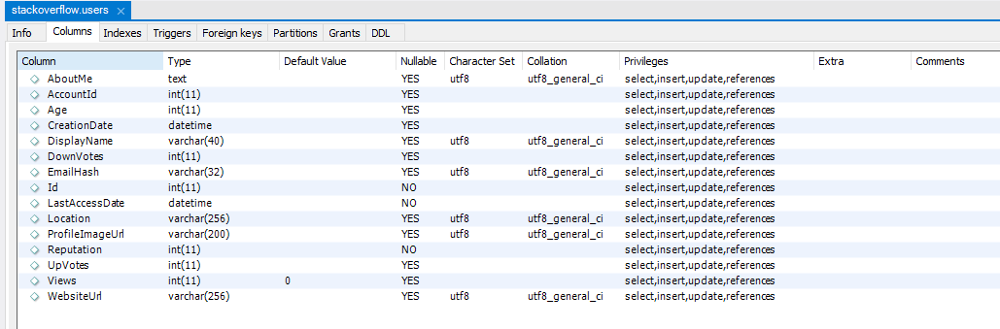 stackoverflow.users ×
Info Columns Indexes Triggers Foreign keys Partitions Grants DDL
Column Type Default Value Nullable Character Set Collation Privileges Extra Comments
AboutMe text YES utf8 utf8_general_ci select,insert,update,references
AccountId int(11) YES select,insert,update,references
Age int(11) YES select,insert,update,references
CreationDate datetime YES select,insert,update,references
DisplayName varchar(40) YES utf8 utf8_general_ci select,insert,update,references
DownVotes int(11) YES select,insert,update,references
EmailHash varchar(32) YES utf8 utf8_general_ci select,insert,update,references
Id int(11) NO select,insert,update,references
LastAccessDate datetime NO select,insert,update,references
Location varchar(256) YES utf8 utf8_general_ci select,insert,update,references
ProfileImageUrl varchar(200) YES utf8 utf8_general_ci select,insert,update,references
Reputation int(11) NO select,insert,update,references
UpVotes int(11) YES select,insert,update,references
Views int(11) 0 YES select,insert,update,references
WebsiteUrl varchar(256) YES utf8 utf8_general_ci select,insert,update,references